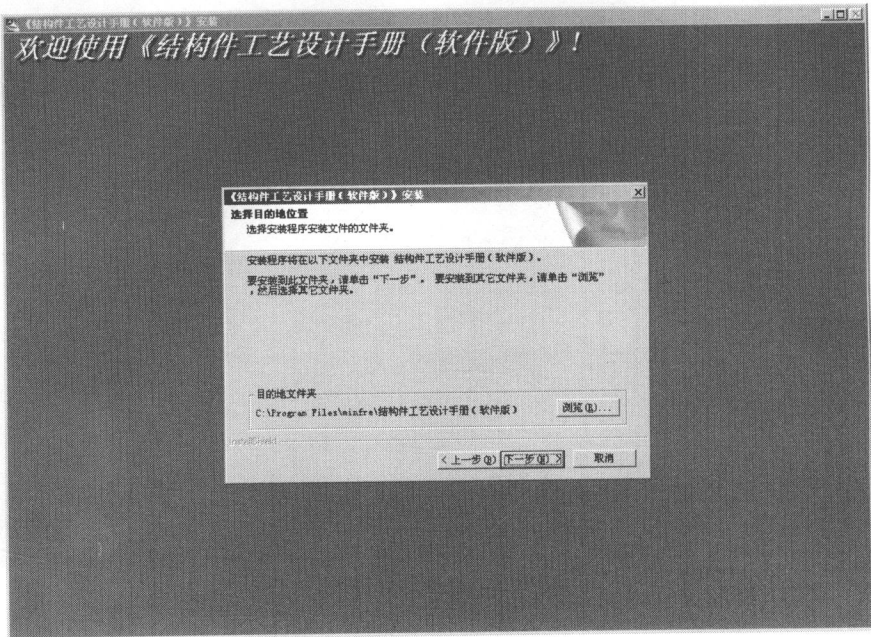 《结构件工艺设计手册(软件版)》安装
欢迎使用《结构件工艺设计手册(软件版)》!
《结构件工艺设计手册(软件版)》安装
选择目的地位置
选择安装程序安装文件的文件夹。
安装程序将在以下文件夹中安装 结构件工艺设计手册(软件版)。
要安装到此文件夹,请单击“下一步”。 要安装到其它文件夹,请单击“浏览”
,然后选择其它文件夹。
目的地文件夹
C:\Program Files\minfre\结构件工艺设计手册(软件版)
浏览(R)...
InstallShield
< 上一步(B)
下一步(N) >
取消